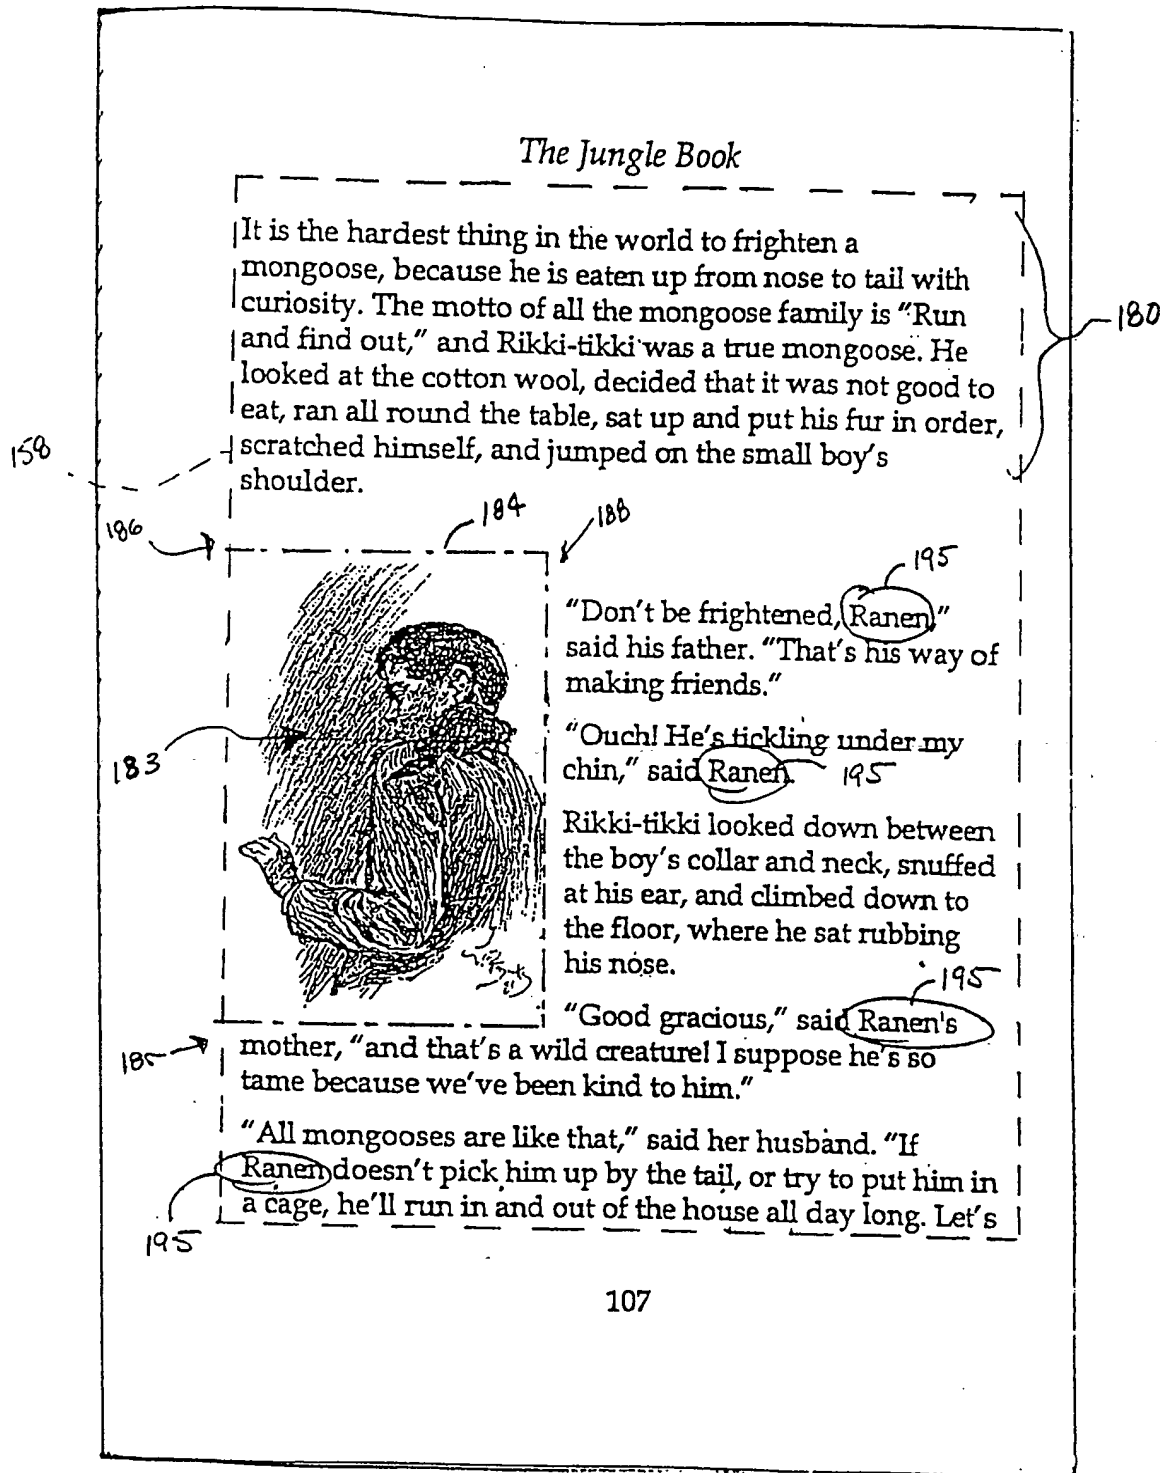 The Jungle Book
It is the hardest thing in the world to frighten a
mongoose, because he is eaten up from nose to tail with
curiosity. The motto of all the mongoose family is “Run
and find out,” and Rikki-tikki was a true mongoose. He
looked at the cotton wool, decided that it was not good to
eat, ran all round the table, sat up and put his fur in order,
scratched himself, and jumped on the small boy’s
shoulder.
180
158
184
188
186
195
“Don’t be frightened, Ranen,”
said his father. “That’s his way of
making friends.”
“Ouch! He’s tickling under my
chin,” said Ranen.
195
183
Rikki-tikki looked down between
the boy’s collar and neck, snuffed
at his ear, and climbed down to
the floor, where he sat rubbing
his nose.
195
“Good gracious,” said Ranen's
mother, “and that’s a wild creature! I suppose he’s so
tame because we’ve been kind to him.”
“All mongooses are like that,” said her husband. “If
Ranen doesn’t pick him up by the tail, or try to put him in
a cage, he’ll run in and out of the house all day long. Let’s
195
107